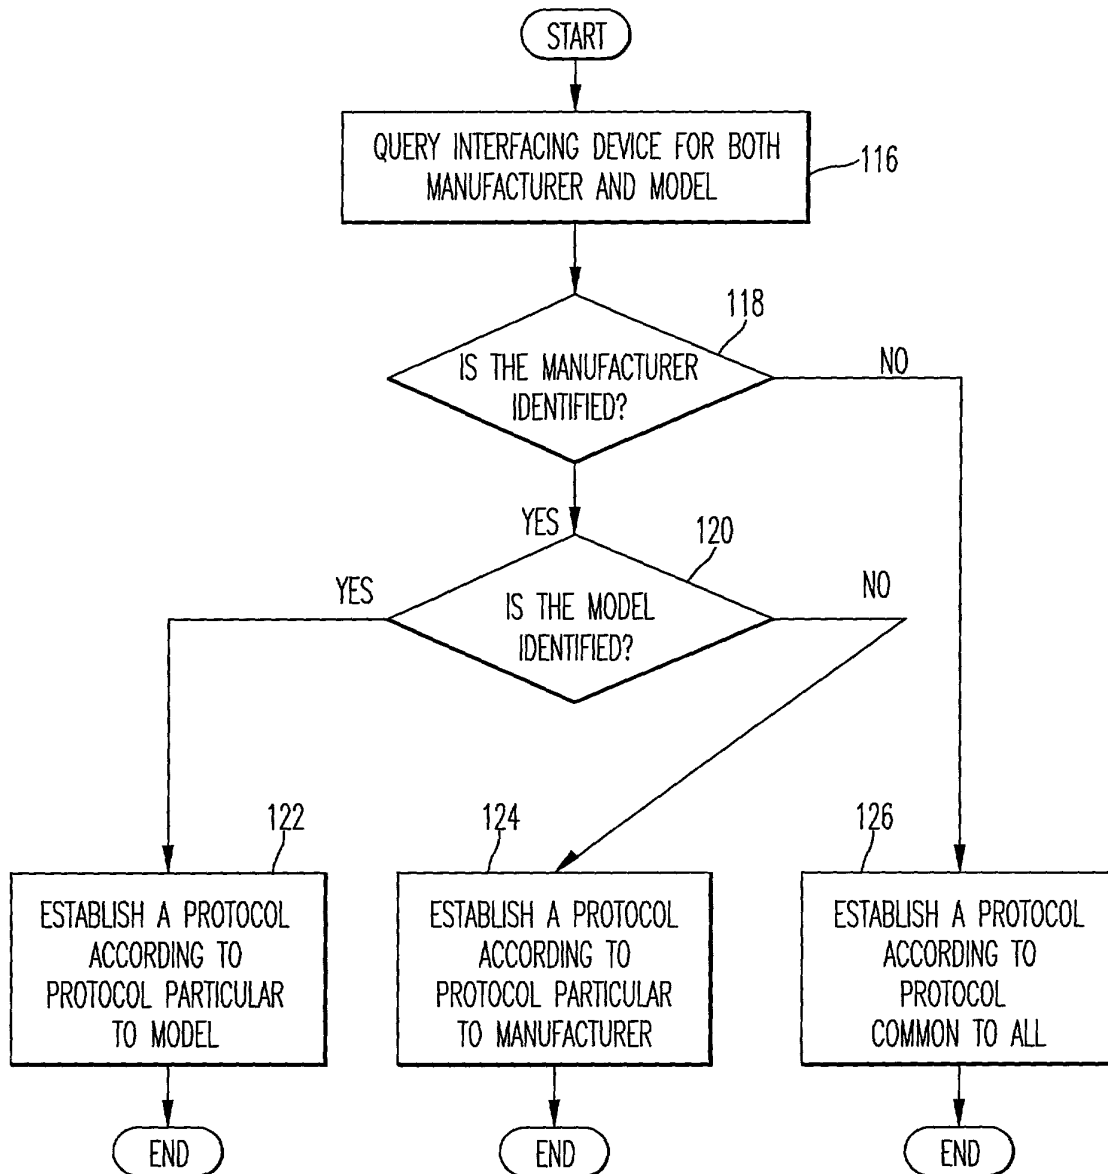 START
QUERY INTERFACING DEVICE FOR BOTH
MANUFACTURER AND MODEL
116
118
IS THE MANUFACTURER
IDENTIFIED?
NO
YES
120
YES
IS THE MODEL
IDENTIFIED?
NO
122
ESTABLISH A PROTOCOL
ACCORDING TO
PROTOCOL PARTICULAR
TO MODEL
124
ESTABLISH A PROTOCOL
ACCORDING TO
PROTOCOL PARTICULAR
TO MANUFACTURER
126
ESTABLISH A PROTOCOL
ACCORDING TO
PROTOCOL
COMMON TO ALL
END
END
END